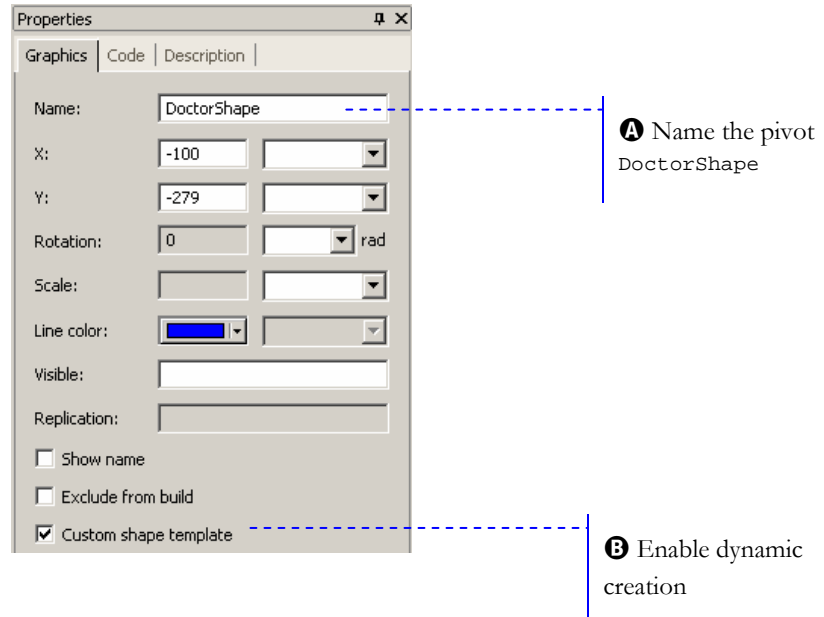 Properties
Graphics Code Description
Name: DoctorShape
X: -100
Y: -279
Rotation: 0 rad
Scale:
Line color:
Visible:
Replication:
Show name
Exclude from build
Custom shape template
A Name the pivot
DoctorShape
B Enable dynamic
creation